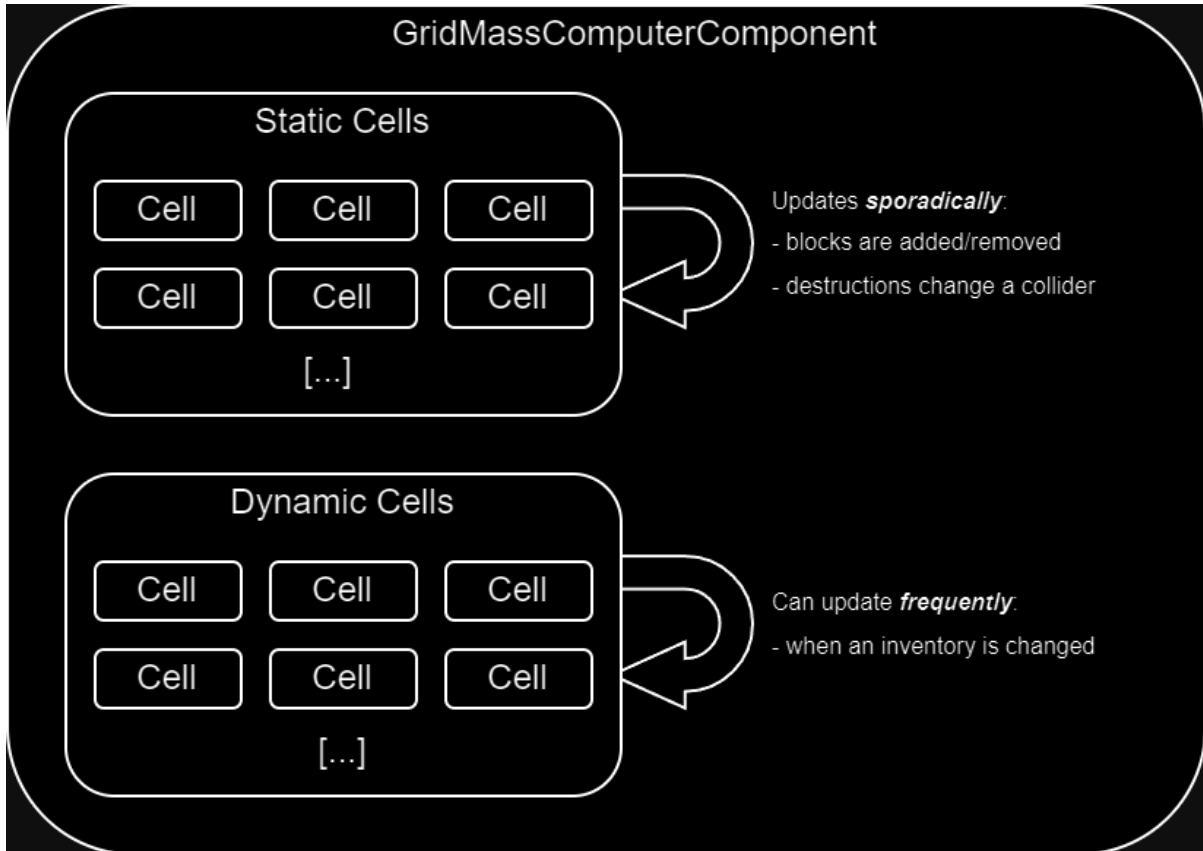 GridMassComputerComponent
Static Cells
Cell Cell Cell
Cell Cell Cell
[...]
Updates sporadically:
- blocks are added/removed
- destructions change a collider
Dynamic Cells
Cell Cell Cell
Cell Cell Cell
[...]
Can update frequently:
- when an inventory is changed